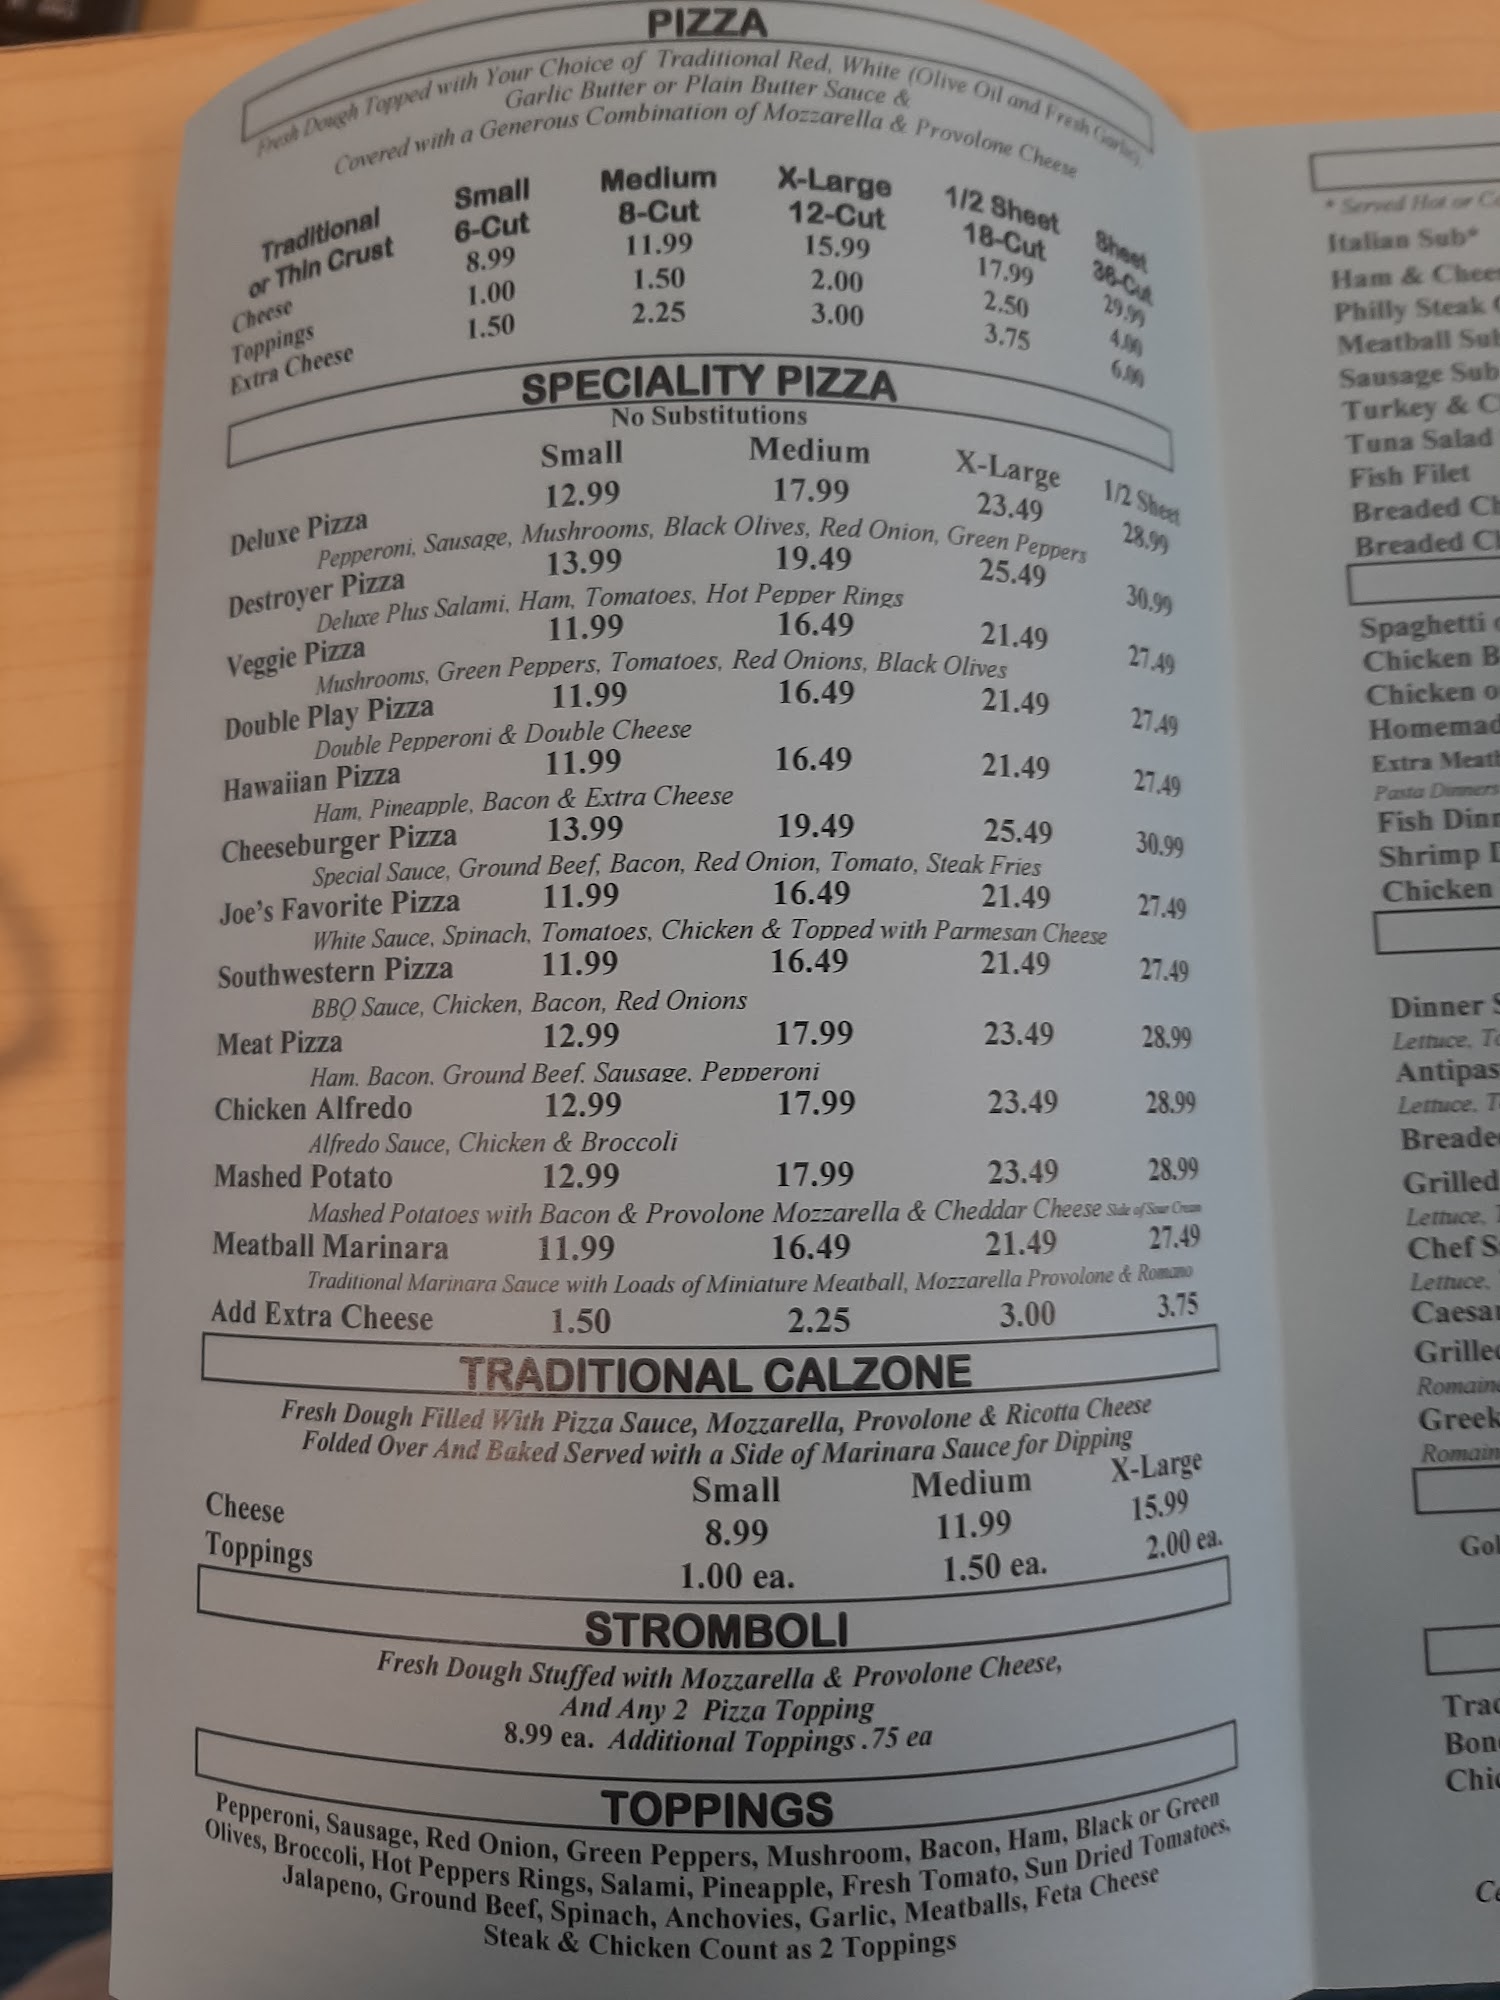 PIZZA
Fresh Dough Topped with Your Choice of Traditional Red, White (Olive Oil and Fresh Garlic),
Garlic Butter or Plain Butter Sauce &
Covered with a Generous Combination of Mozzarella & Provolone Cheese
Traditional or Thin Crust Small 6-Cut Medium 8-Cut X-Large 12-Cut 1/2 Sheet 18-Cut Sheet 36-Cut
Cheese 8.99 11.99 15.99 17.99 29.99
Toppings 1.00 1.50 2.00 2.50 4.00
Extra Cheese 1.50 2.25 3.00 3.75 6.00
SPECIALITY PIZZA
No Substitutions
Small Medium X-Large 1/2 Sheet
Deluxe Pizza 12.99 17.99 23.49 28.99
Pepperoni, Sausage, Mushrooms, Black Olives, Red Onion, Green Peppers
Destroyer Pizza 13.99 19.49 25.49 30.99
Deluxe Plus Salami, Ham, Tomatoes, Hot Pepper Rings
Veggie Pizza 11.99 16.49 21.49 27.49
Mushrooms, Green Peppers, Tomatoes, Red Onions, Black Olives
Double Play Pizza 11.99 16.49 21.49 27.49
Double Pepperoni & Double Cheese
Hawaiian Pizza 11.99 16.49 21.49 27.49
Ham, Pineapple, Bacon & Extra Cheese
Cheeseburger Pizza 13.99 19.49 25.49 30.99
Special Sauce, Ground Beef, Bacon, Red Onion, Tomato, Steak Fries
Joe's Favorite Pizza 11.99 16.49 21.49 27.49
White Sauce, Spinach, Tomatoes, Chicken & Topped with Parmesan Cheese
Southwestern Pizza 11.99 16.49 21.49 27.49
BBQ Sauce, Chicken, Bacon, Red Onions
Meat Pizza 12.99 17.99 23.49 28.99
Ham, Bacon, Ground Beef, Sausage, Pepperoni
Chicken Alfredo 12.99 17.99 23.49 28.99
Alfredo Sauce, Chicken & Broccoli
Mashed Potato 12.99 17.99 23.49 28.99
Mashed Potatoes with Bacon & Provolone Mozzarella & Cheddar Cheese Side of Sour Cream
Meatball Marinara 11.99 16.49 21.49 27.49
Traditional Marinara Sauce with Loads of Miniature Meatball, Mozzarella Provolone & Romano
Add Extra Cheese 1.50 2.25 3.00 3.75
TRADITIONAL CALZONE
Fresh Dough Filled With Pizza Sauce, Mozzarella, Provolone & Ricotta Cheese
Folded Over And Baked Served with a Side of Marinara Sauce for Dipping
Small Medium X-Large
Cheese 8.99 11.99 15.99
Toppings 1.00 ea. 1.50 ea. 2.00 ea.
STROMBOLI
Fresh Dough Stuffed with Mozzarella & Provolone Cheese,
And Any 2 Pizza Topping
8.99 ea. Additional Toppings .75 ea
TOPPINGS
Pepperoni, Sausage, Red Onion, Green Peppers, Mushroom, Bacon, Ham, Black or Green
Olives, Broccoli, Hot Peppers Rings, Salami, Pineapple, Fresh Tomato, Sun Dried Tomatoes,
Jalapeno, Ground Beef, Spinach, Anchovies, Garlic, Meatballs, Feta Cheese
Steak & Chicken Count as 2 Toppings
* Served Hot or
Italian Sub*
Ham &
Philly Steak
Meatball
Sausage Sub
Turkey &
Tuna Salad
Fish Filet
Breaded
Breaded
Spaghetti
Chicken
Chicken
Extra
Pasta Dinners
Fish
Shrimp
Chicken
Dinner
Lettuce,
Lettuce,
Grilled
Lettuce,
Chef
Lettuce,
Greek